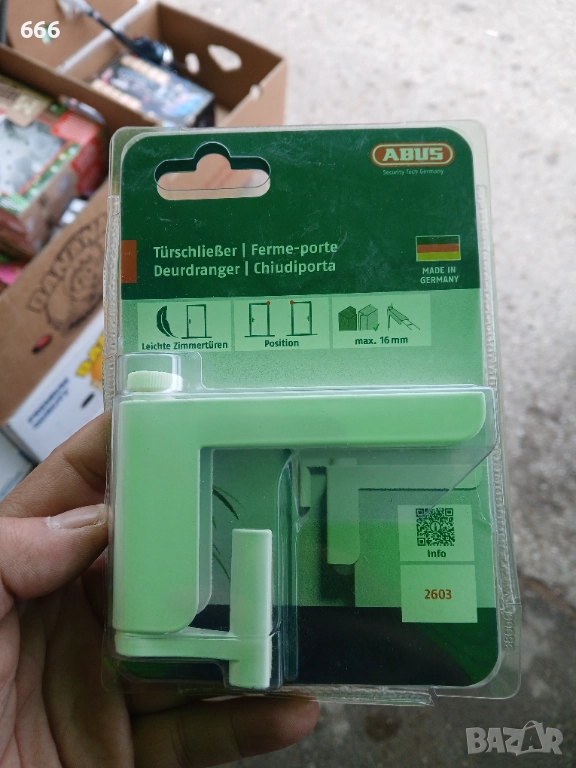 666
ABUS
Security Tech Germany
Türschließer | Ferme-porte
Deurdranger | Chiudiporta
MADE IN
GERMANY
Leichte Zimmertüren
Position
max. 16 mm
Info
2603
BAZAR